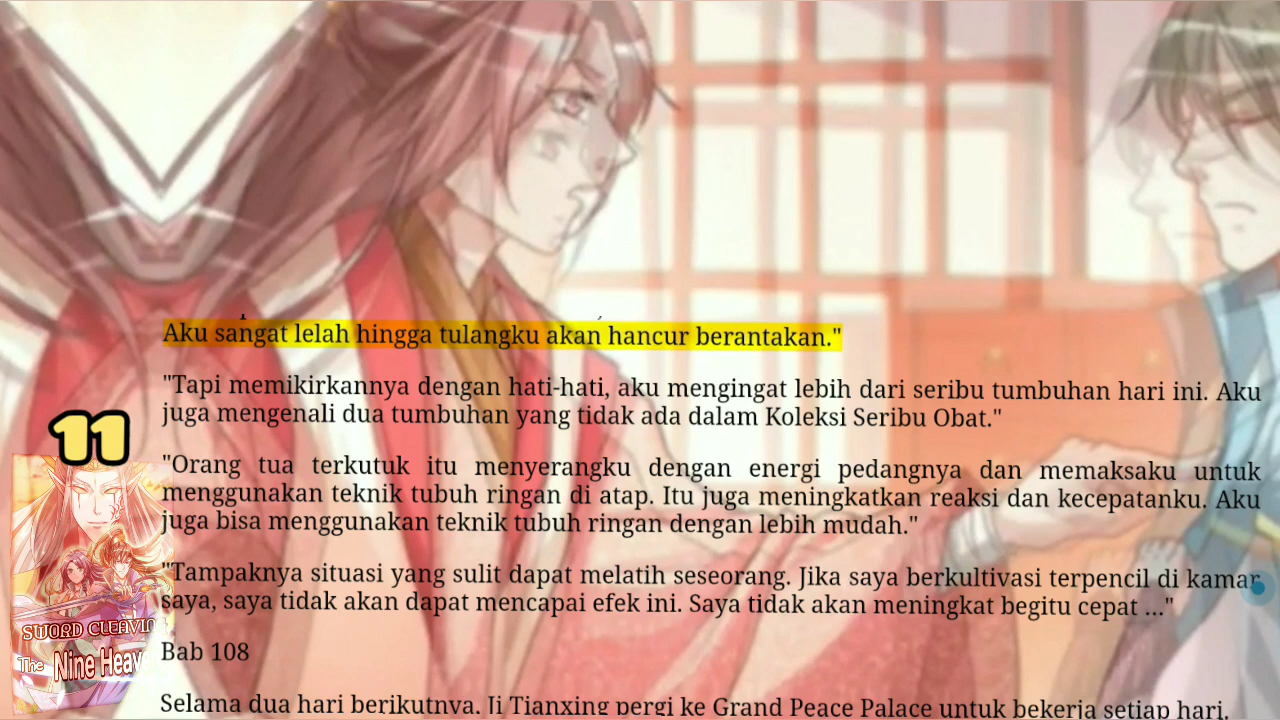 Aku sangat lelah hingga tulangku akan hancur berantakan."
"Tapi memikirkannya dengan hati-hati, aku mengingat lebih dari seribu tumbuhan hari ini. Aku
juga mengenali dua tumbuhan yang tidak ada dalam Koleksi Seribu Obat."
"Orang tua terkutuk itu menyerangku dengan energi pedangnya dan memaksaku untuk
menggunakan teknik tubuh ringan di atap. Itu juga meningkatkan reaksi dan kecepatanku. Aku
juga bisa menggunakan teknik tubuh ringan dengan lebih mudah."
"Tampaknya situasi yang sulit dapat melatih seseorang. Jika saya berkultivasi terpencil di kamar
saya, saya tidak akan dapat mencapai efek ini. Saya tidak akan meningkat begitu cepat ..."
Bab 108
Selama dua hari berikutnya, Ji Tianxing pergi ke Grand Peace Palace untuk bekerja setiap hari.
11
SWORD CLEAVIN
The Nine Heav